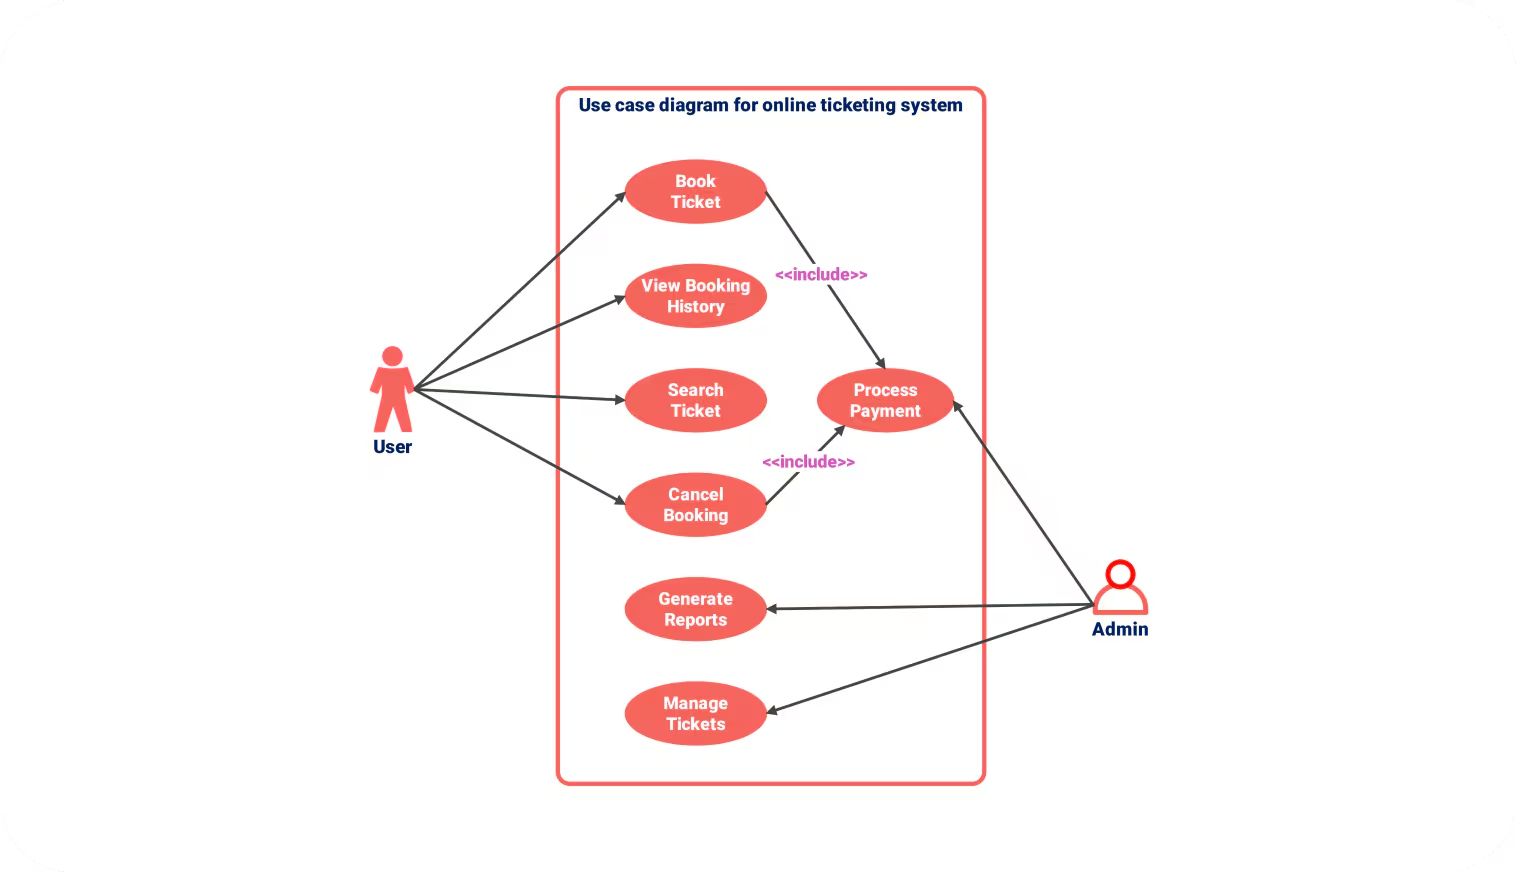 Use case diagram for online ticketing system
Book
Ticket
<<include>>
View Booking
History
User
Search
Ticket
Process
Payment
<<include>>
Cancel
Booking
Generate
Reports
Admin
Manage
Tickets